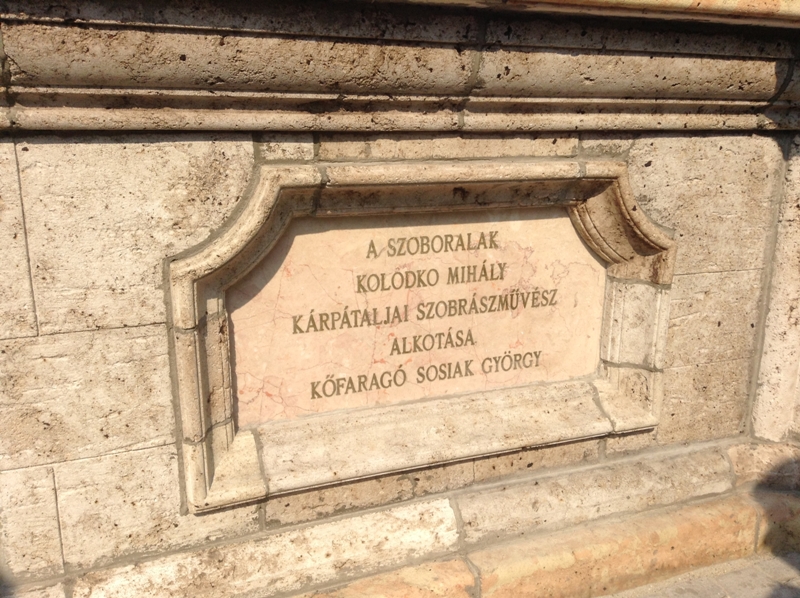 A SZOBORALAK
KOLODKO MIHÁLY
KÁRPÁTALJAI SZOBRÁSZMŰVÉSZ
ALKOTÁSA
KŐFARAGÓ SOSIAK GYÖRGY